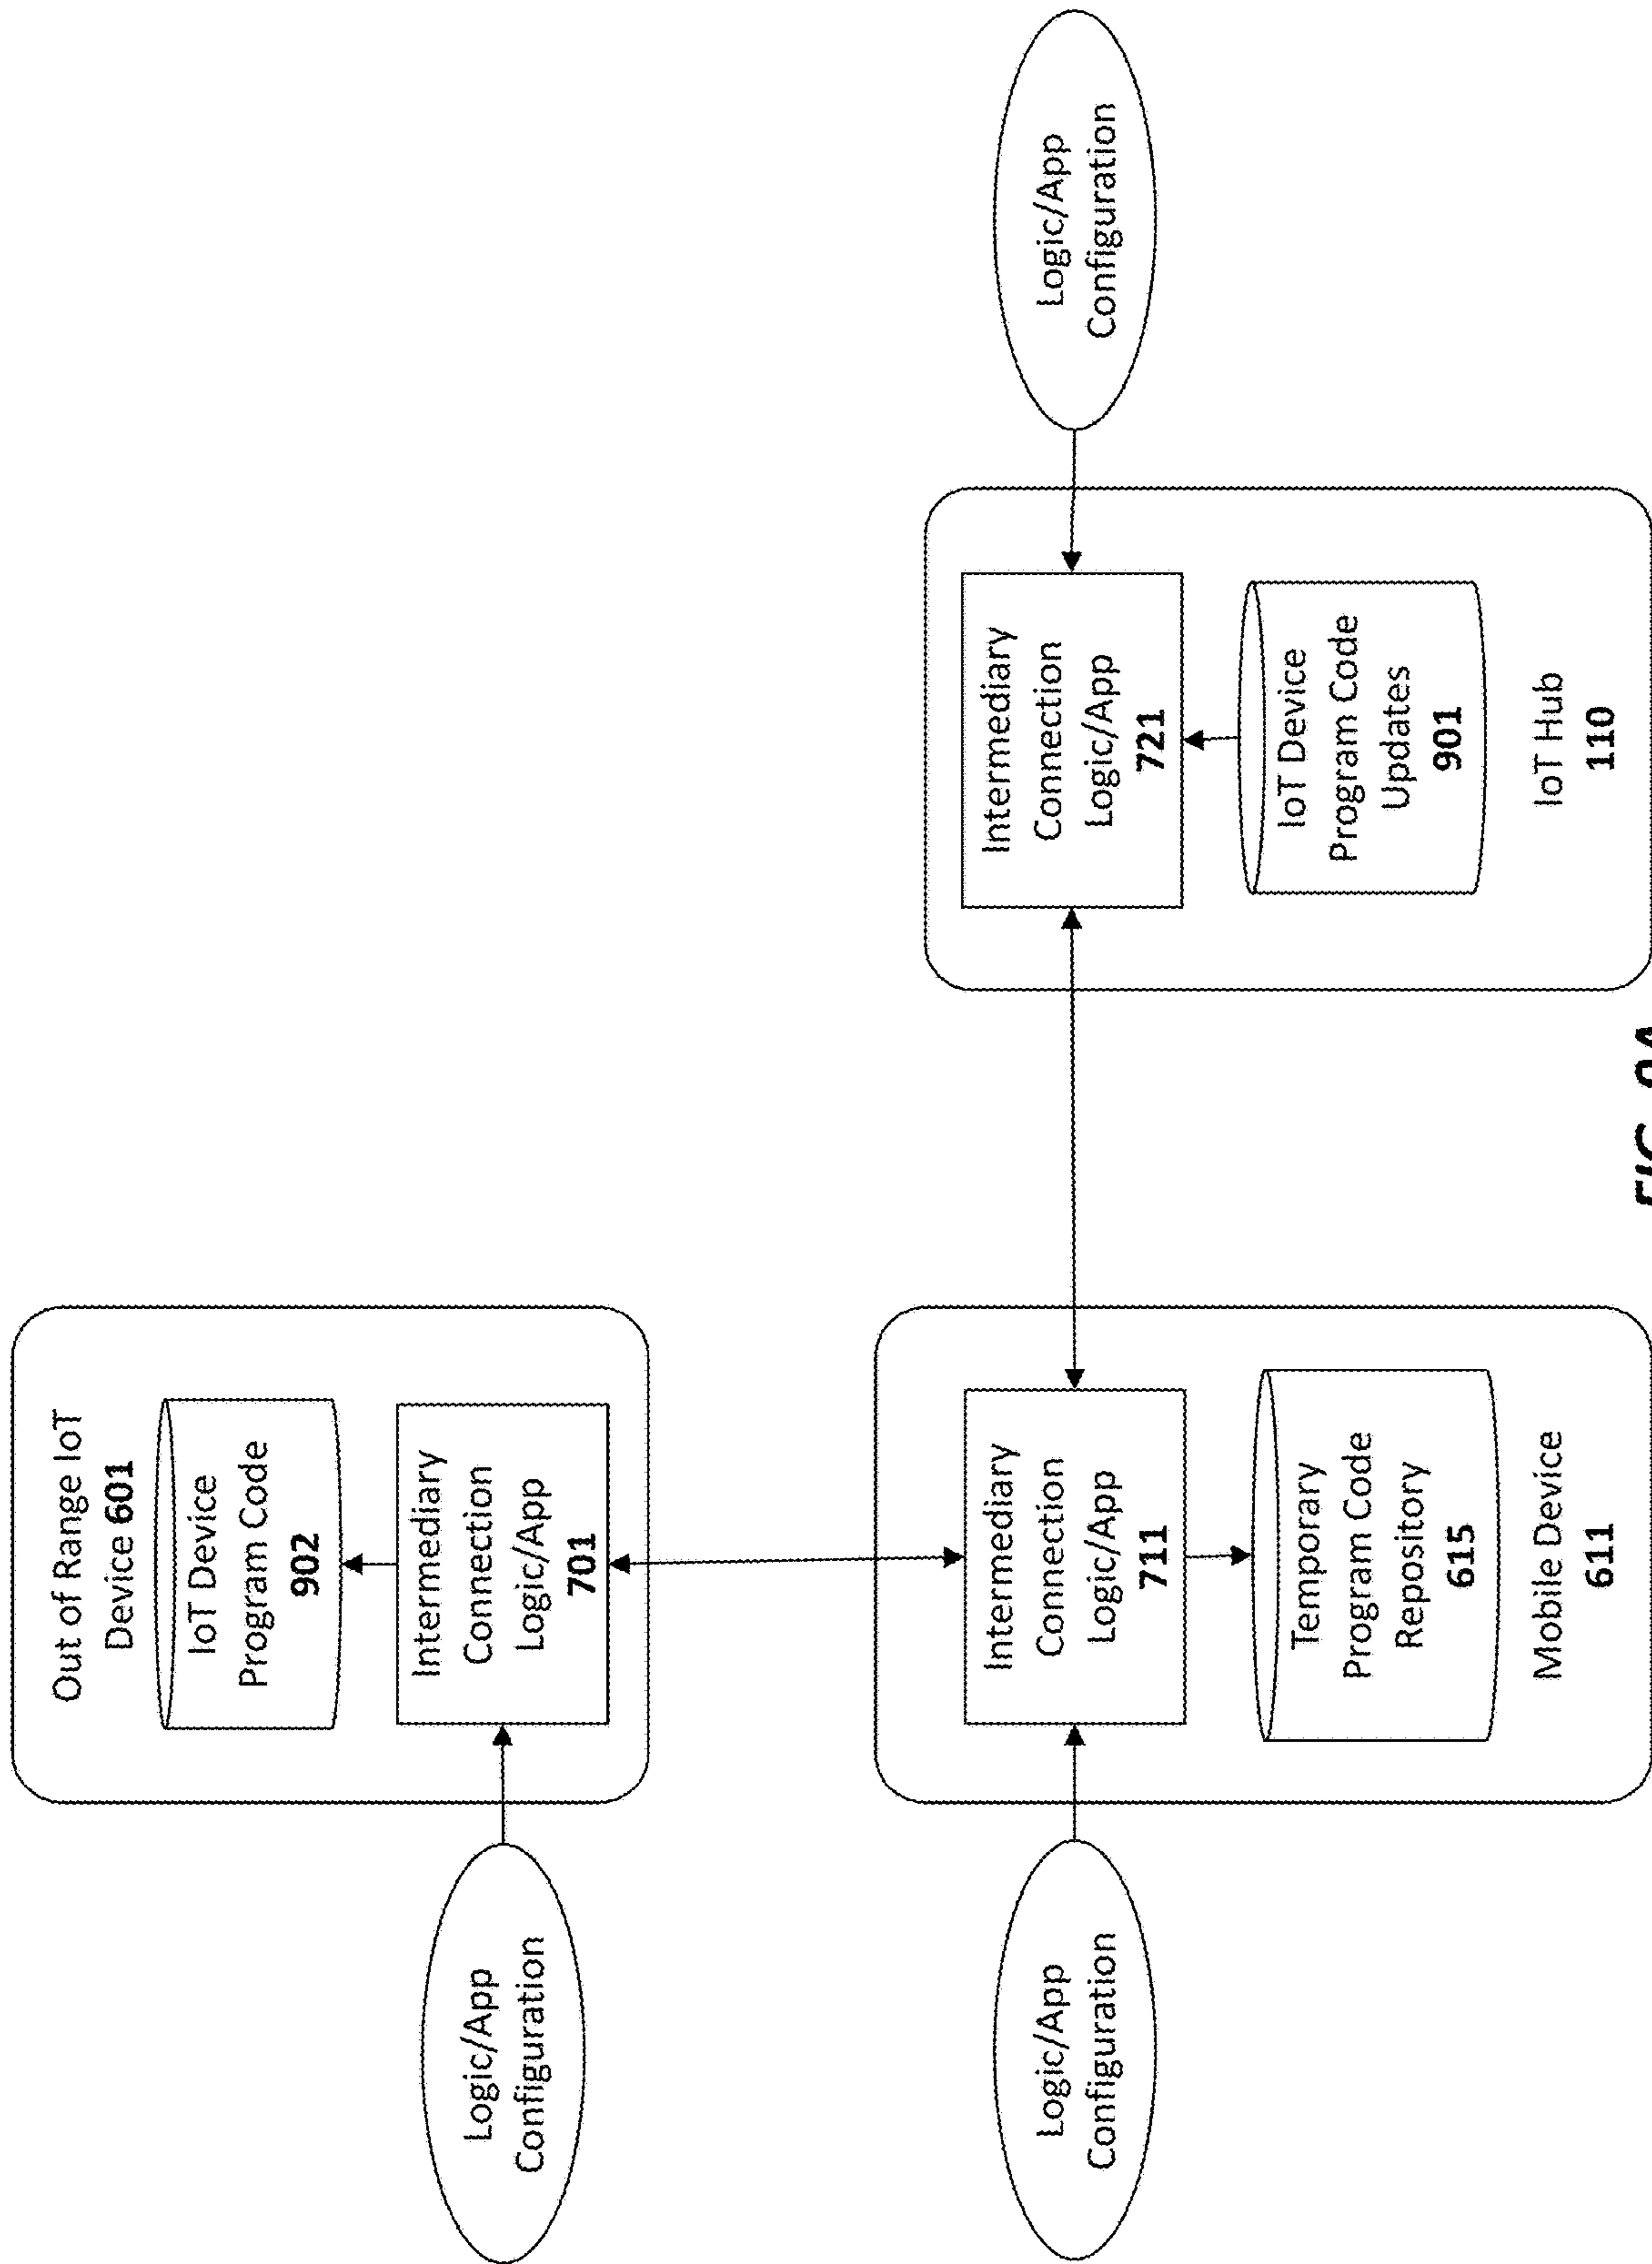 Out of Range IoT
Device 601
IoT Device
Program Code
902
Logic/App
Configuration
Intermediary
Connection
Logic/App
701
Logic/App
Configuration
Intermediary
Connection
Logic/App
711
Temporary
Program Code
Repository
615
Mobile Device
611
Intermediary
Connection
Logic/App
721
IoT Device
Program Code
Updates
901
IoT Hub
110
Logic/App
Configuration
FIG. 9A